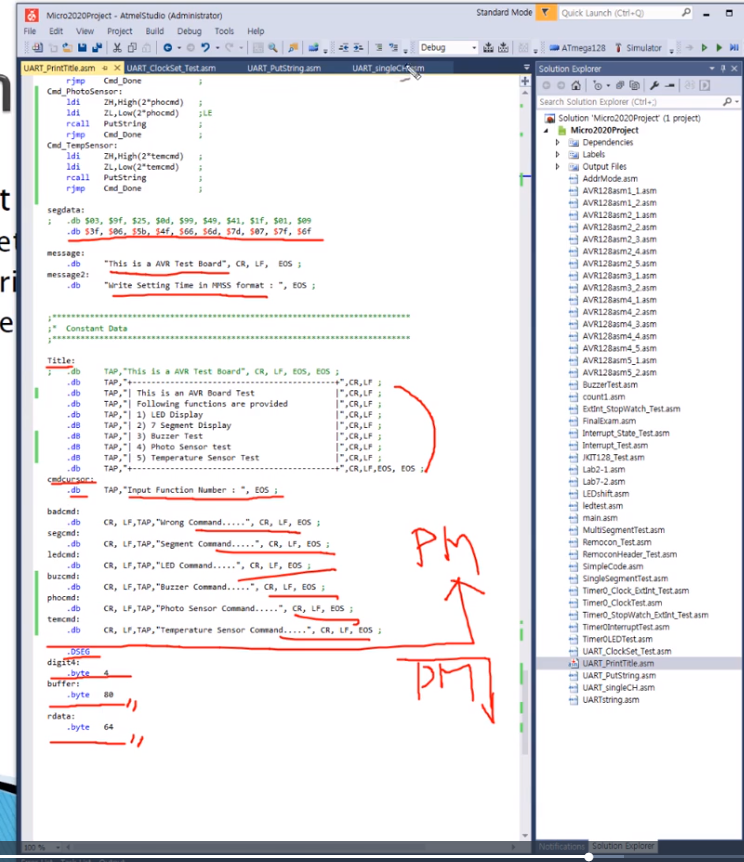 Micro2020Project - AtmelStudio (Administrator)
Standard Mode
Quick Launch (Ctrl+Q)
File Edit View Project Build Debug Tools Help
Debug
ATmega128
Simulator
UART_PrintTitle.asm
UART_ClockSet_Test.asm
UART_PutString.asm
UART_singleCH.asm
rjmp Cmd_Done ;
Cmd_PhotoSensor:
ldi ZH,High(2*phocmd) ;
ldi ZL,Low(2*phocmd) ;LE
rcall PutString ;
rjmp Cmd_Done ;
Cmd_TempSensor:
ldi ZH,High(2*temcmd) ;
ldi ZL,Low(2*temcmd) ;
rcall PutString ;
rjmp Cmd_Done ;
segdata:
; .db $03, $9f, $25, $0d, $99, $49, $41, $1f, $01, $09
.db $3f, $06, $5b, $4f, $66, $6d, $7d, $07, $7f, $6f
message:
.db "This is a AVR Test Board", CR, LF, EOS ;
message2:
.db "Write Setting Time in MMSS format : ", EOS ;
;* Constant Data
Title:
; .db TAP,"This is a AVR Test Board", CR, LF, EOS, EOS ;
.db TAP,"+-----------------------------------------------+",CR,LF ;
.db TAP,"| This is an AVR Board Test |",CR,LF ;
.db TAP,"| Following functions are provided |",CR,LF ;
.db TAP,"| 1) LED Display |",CR,LF ;
.dB TAP,"| 2) 7 Segment Display |",CR,LF ;
.dB TAP,"| 3) Buzzer Test |",CR,LF ;
.dB TAP,"| 4) Photo Sensor test |",CR,LF ;
.dB TAP,"| 5) Temperature Sensor Test |",CR,LF ;
.db TAP,"+-----------------------------------------------+",CR,LF,EOS, EOS ;
cmdcursor:
.db TAP,"Input Function Number : ", EOS ;
badcmd:
.db CR, LF,TAP,"Wrong Command.....", CR, LF, EOS ;
segcmd:
.db CR, LF,TAP,"Segment Command.....", CR, LF, EOS ;
ledcmd:
.db CR, LF,TAP,"LED Command.....", CR, LF, EOS ;
buzcmd:
.db CR, LF,TAP,"Buzzer Command.....", CR, LF, EOS ;
phocmd:
.db CR, LF,TAP,"Photo Sensor Command.....", CR, LF, EOS ;
temcmd:
.db CR, LF,TAP,"Temperature Sensor Command.....", CR, LF, EOS ;
PM
.DSEG
digit4:
.byte 4
buffer:
.byte 80
rdata:
.byte 64
100 %
Solution Explorer
Search Solution Explorer (Ctrl+;)
Solution 'Micro2020Project' (1 project)
Micro2020Project
Dependencies
Labels
Output Files
AddrMode.asm
AVR128asm1_1.asm
AVR128asm1_2.asm
AVR128asm2_1.asm
AVR128asm2_2.asm
AVR128asm2_3.asm
AVR128asm2_4.asm
AVR128asm2_5.asm
AVR128asm3_1.asm
AVR128asm3_2.asm
AVR128asm4_1.asm
AVR128asm4_2.asm
AVR128asm4_3.asm
AVR128asm4_4.asm
AVR128asm4_5.asm
AVR128asm5_1.asm
AVR128asm5_2.asm
BuzzerTest.asm
count1.asm
ExtInt_StopWatch_Test.asm
FinalExam.asm
Interrupt_State_Test.asm
Interrupt_Test.asm
JKIT128_Test.asm
Lab2-1.asm
Lab7-2.asm
LEDshift.asm
ledtest.asm
main.asm
MultiSegmentTest.asm
Remocon_Test.asm
RemoconHeader_Test.asm
SimpleCode.asm
SingleSegmentTest.asm
Timer0_Clock_ExtInt_Test.asm
Timer0_ClockTest.asm
Timer0_StopWatch_ExtInt_Test.asm
Timer0InterruptTest.asm
Timer0LEDTest.asm
UART_ClockSet_Test.asm
UART_PrintTitle.asm
UART_PutString.asm
UART_singleCH.asm
UARTstring.asm
Notifications
Solution Explorer